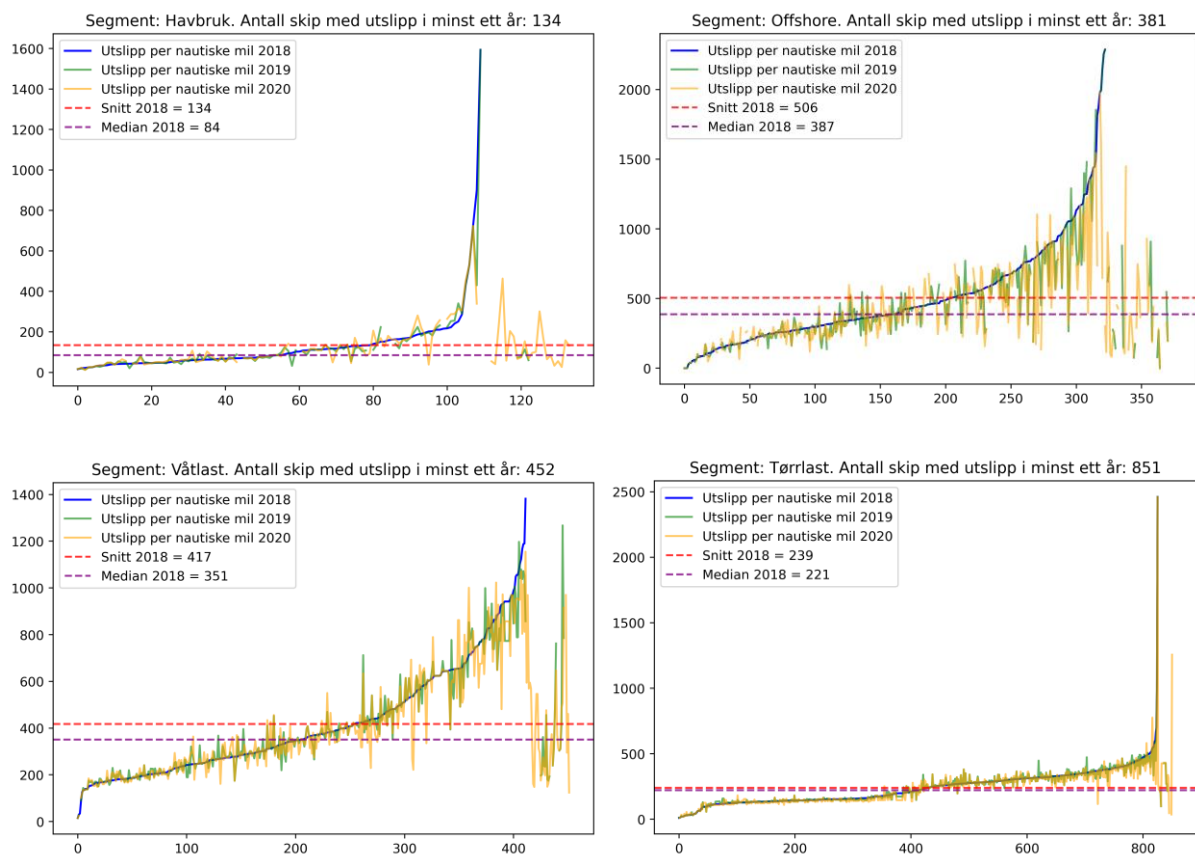 Segment: Havbruk. Antall skip med utslipp i minst ett år: 134
1600
1400
1200
1000
800
600
400
200
0
Utslipp per nautiske mil 2018
Utslipp per nautiske mil 2019
Utslipp per nautiske mil 2020
Snitt 2018 = 134
Median 2018 = 84
0 20 40 60 80 100 120
Segment: Offshore. Antall skip med utslipp i minst ett år: 381
2000
1500
1000
500
0
Utslipp per nautiske mil 2018
Utslipp per nautiske mil 2019
Utslipp per nautiske mil 2020
Snitt 2018 = 506
Median 2018 = 387
0 50 100 150 200 250 300 350
Segment: Våtlast. Antall skip med utslipp i minst ett år: 452
1400
1200
1000
800
600
400
200
0
Utslipp per nautiske mil 2018
Utslipp per nautiske mil 2019
Utslipp per nautiske mil 2020
Snitt 2018 = 417
Median 2018 = 351
0 100 200 300 400
Segment: Tørrlast. Antall skip med utslipp i minst ett år: 851
2500
2000
1500
1000
500
0
Utslipp per nautiske mil 2018
Utslipp per nautiske mil 2019
Utslipp per nautiske mil 2020
Snitt 2018 = 239
Median 2018 = 221
0 200 400 600 800